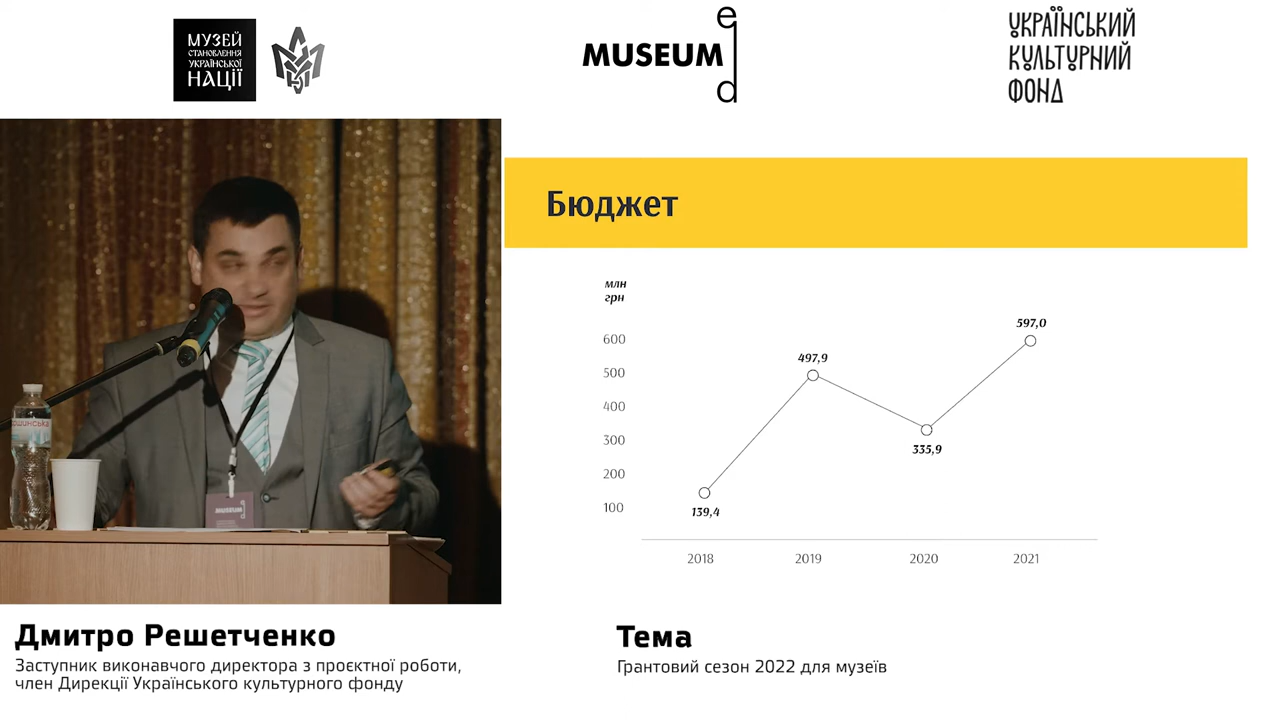 МУЗЕЙ
СТАНОВЛЕННЯ
УКРАЇНСЬКОЇ
НАЦІЇ
MUSEUM
ed
УКРАЇНСЬКИЙ
КУЛЬТУРНИЙ
ФОНД
Бюджет
млн
грн
600
500
400
300
200
100
139,4
497,9
335,9
597,0
2018
2019
2020
2021
MUSEUM
Дмитро Решетченко
Заступник виконавчого директора з проєктної роботи,
член Дирекції Українського культурного фонду
Тема
Грантовий сезон 2022 для музеїв